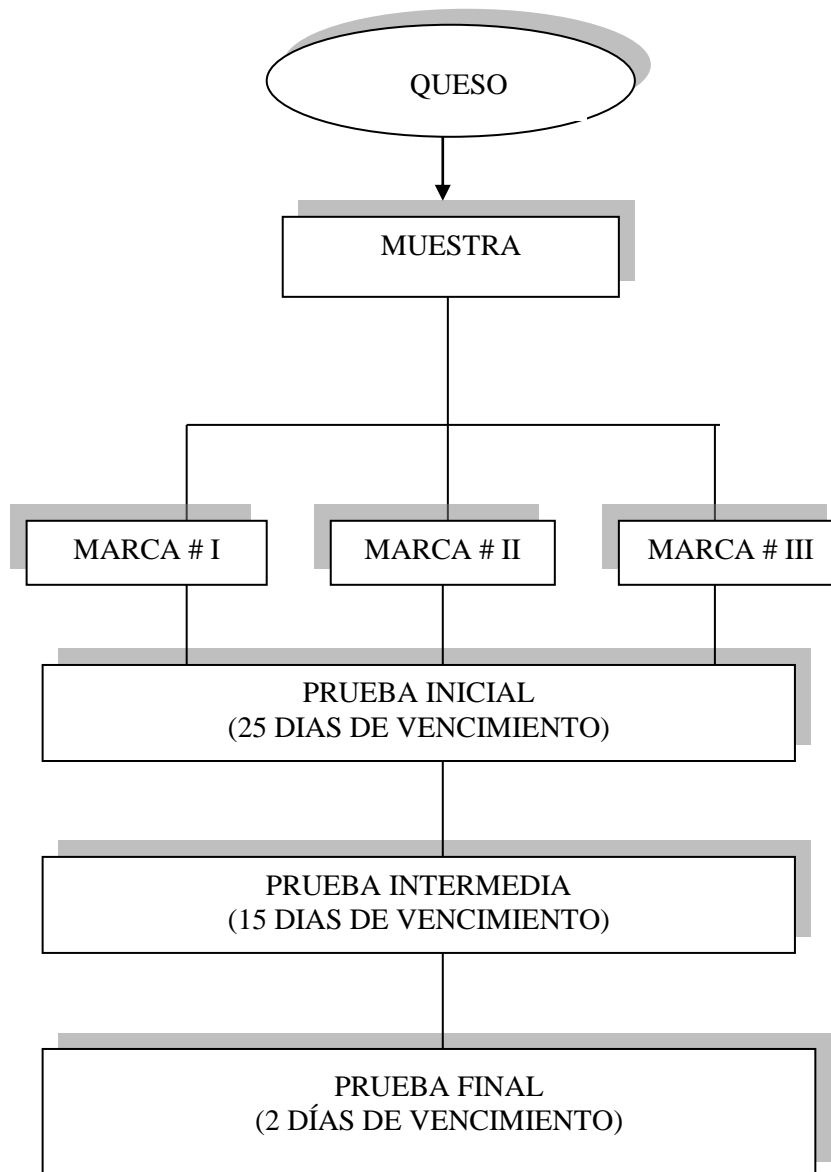 QUESO
MUESTRA
MARCA # I
MARCA # II
MARCA # III
PRUEBA INICIAL
(25 DIAS DE VENCIMIENTO)
PRUEBA INTERMEDIA
(15 DIAS DE VENCIMIENTO)
PRUEBA FINAL
(2 DÍAS DE VENCIMIENTO)